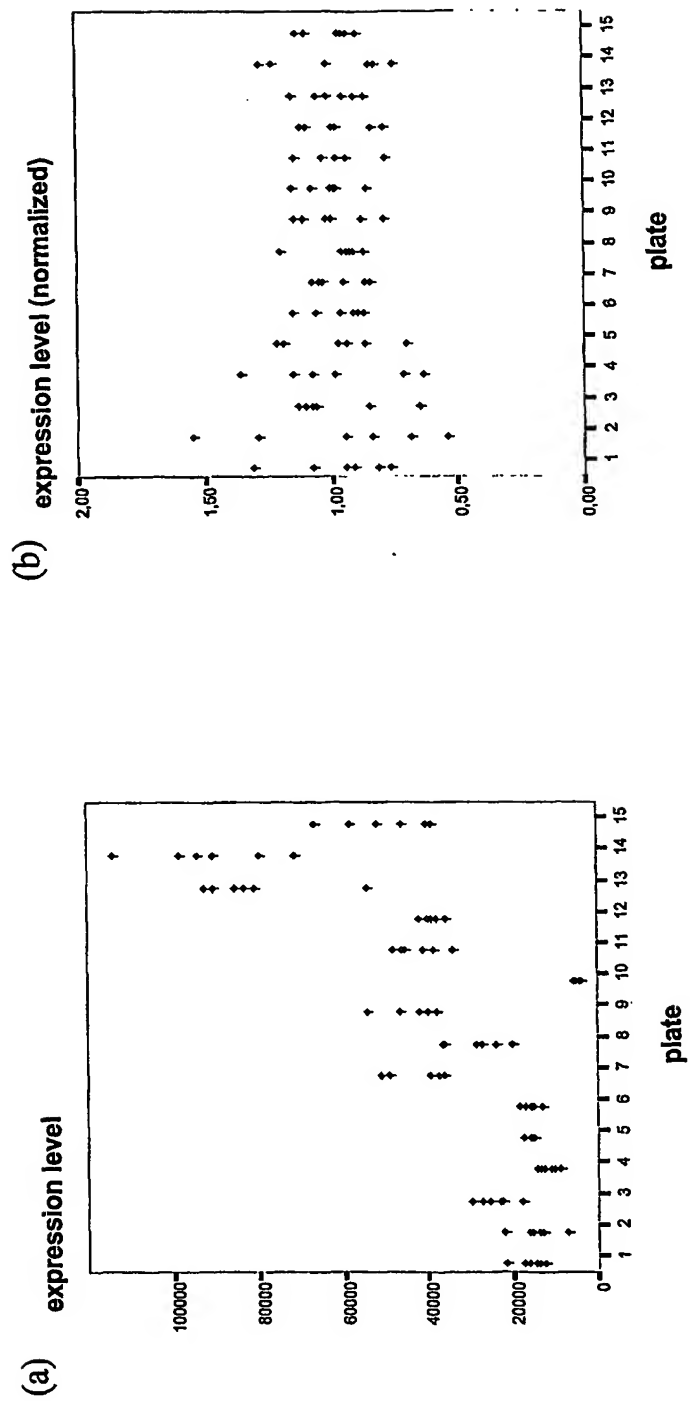 (a)
expression level
100000
80000
60000
40000
20000
0
1 2 3 4 5 6 7 8 9 10 11 12 13 14 15
plate
(b)
expression level (normalized)
2,00
1,50
1,00
0,50
0,00
1 2 3 4 5 6 7 8 9 10 11 12 13 14 15
plate